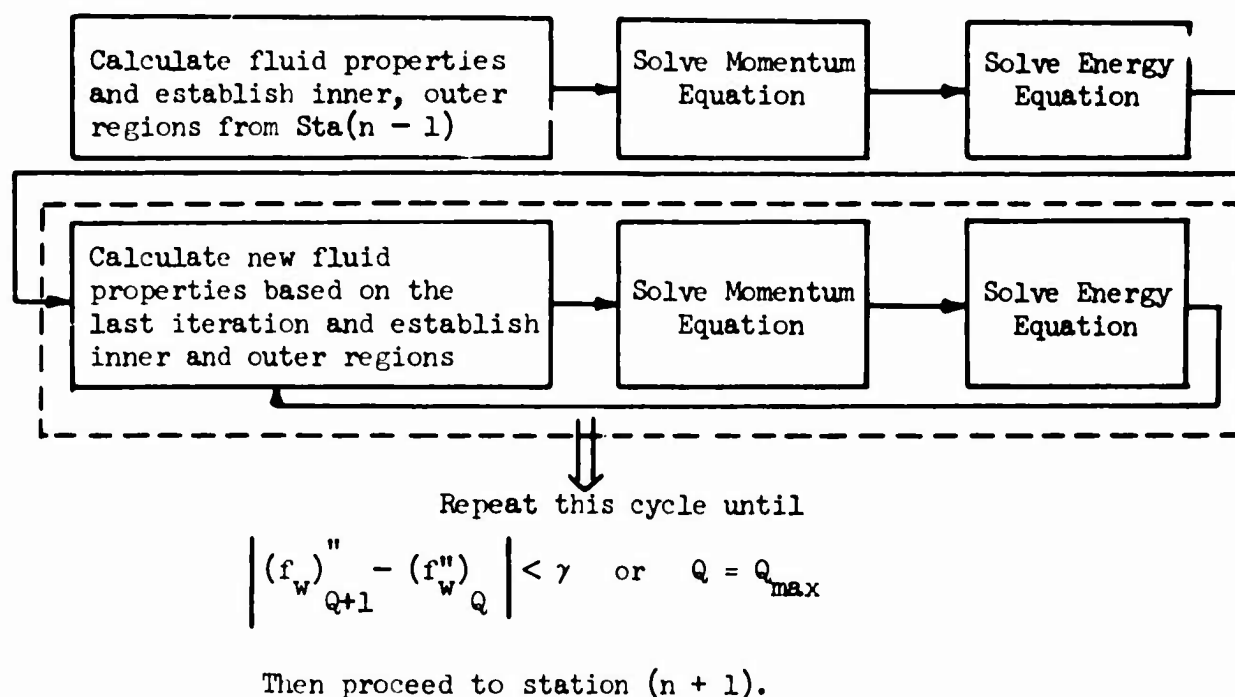 Calculate fluid properties
and establish inner, outer
regions from Sta(n - 1)
Solve Momentum
Equation
Solve Energy
Equation
Calculate new fluid
properties based on the
last iteration and establish
inner and outer regions
Solve Momentum
Equation
Solve Energy
Equation
Repeat this cycle until
|(f_w)"_{Q+1} - (f"_w)_Q| < γ or Q = Q_max
Then proceed to station (n + 1).